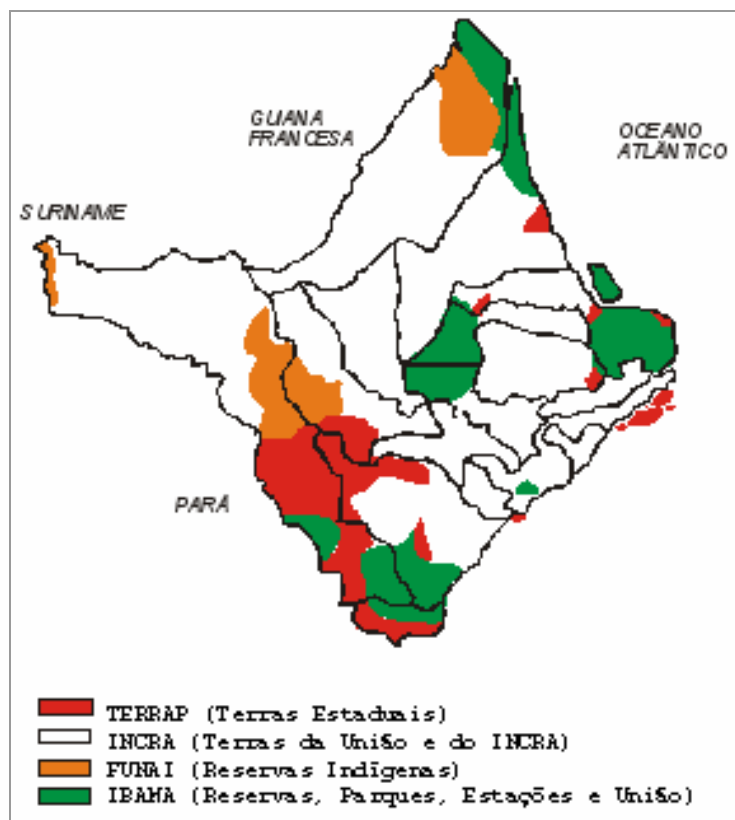 GUIANA
FRANCESA
OCEANO
ATLÂNTICO
SURINAME
PARÁ
TERRAP (Terras Estaduais)
INCRA (Terras da União e do INCRA)
FUNAI (Reservas Indígenas)
IBAMA (Reservas, Parques, Estações e União)